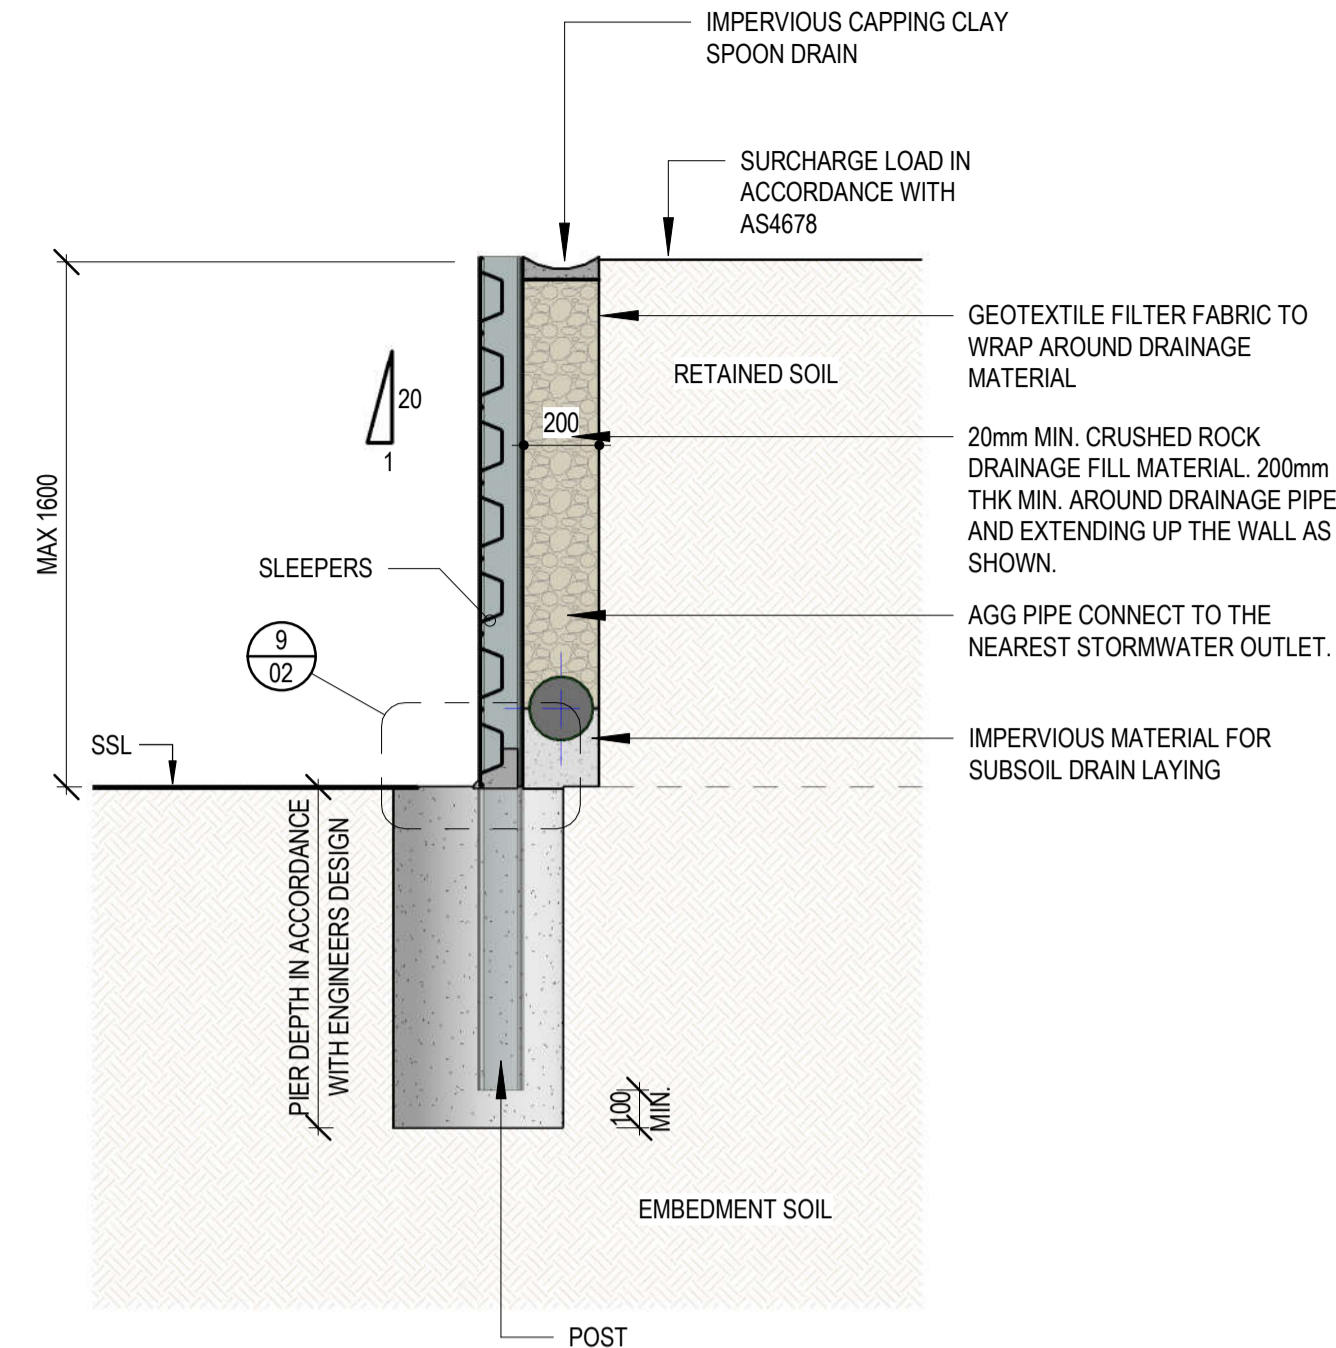 IMPERVIOUS CAPPING CLAY
SPOON DRAIN
SURCHARGE LOAD IN
ACCORDANCE WITH
AS4678
GEOTEXTILE FILTER FABRIC TO
WRAP AROUND DRAINAGE
MATERIAL
RETAINED SOIL
20
1
200
20mm MIN. CRUSHED ROCK
DRAINAGE FILL MATERIAL. 200mm
THK MIN. AROUND DRAINAGE PIPE
AND EXTENDING UP THE WALL AS
SHOWN.
MAX 1600
SLEEPERS
AGG PIPE CONNECT TO THE
NEAREST STORMWATER OUTLET.
9
02
SSL
IMPERVIOUS MATERIAL FOR
SUBSOIL DRAIN LAYING
PIER DEPTH IN ACCORDANCE
WITH ENGINEERS DESIGN
100
MIN.
EMBEDMENT SOIL
POST